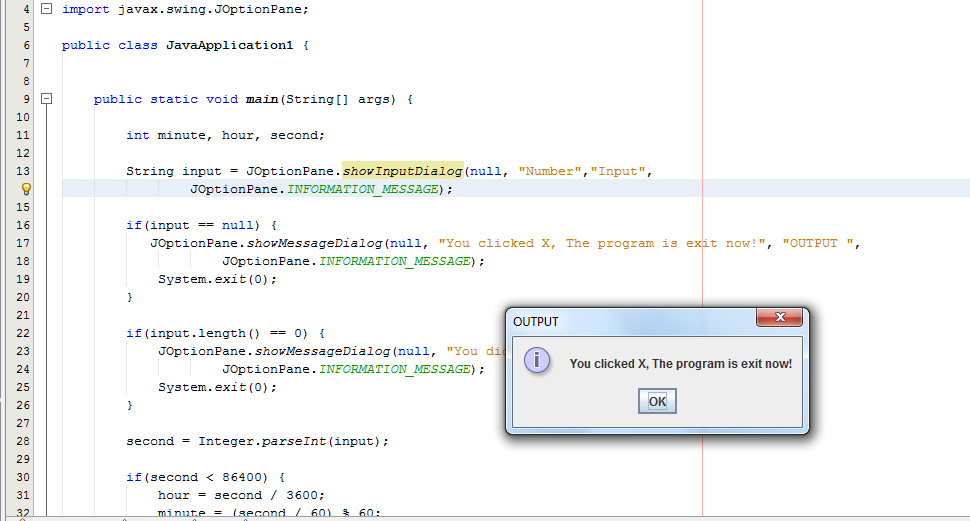 4 import javax.swing.JOptionPane;
5
6 public class JavaApplication1 {
7
8
9 public static void main(String[] args) {
10
11 int minute, hour, second;
12
13 String input = JOptionPane.showInputDialog(null, "Number","Input",
JOptionPane.INFORMATION_MESSAGE);
15
16 if(input == null) {
17 JOptionPane.showMessageDialog(null, "You clicked X, The program is exit now!", "OUTPUT ",
18 JOptionPane.INFORMATION_MESSAGE);
19 System.exit(0);
20 }
21
22 if(input.length() == 0) {
23 JOptionPane.showMessageDialog(null, "You
24 JOptionPane.INFORMATION_MESSAGE);
25 System.exit(0);
26 }
27
28 second = Integer.parseInt(input);
29
30 if(second < 86400) {
31 hour = second / 3600;
32 minute = (second / 60) % 60;
OUTPUT
You clicked X, The program is exit now!
OK